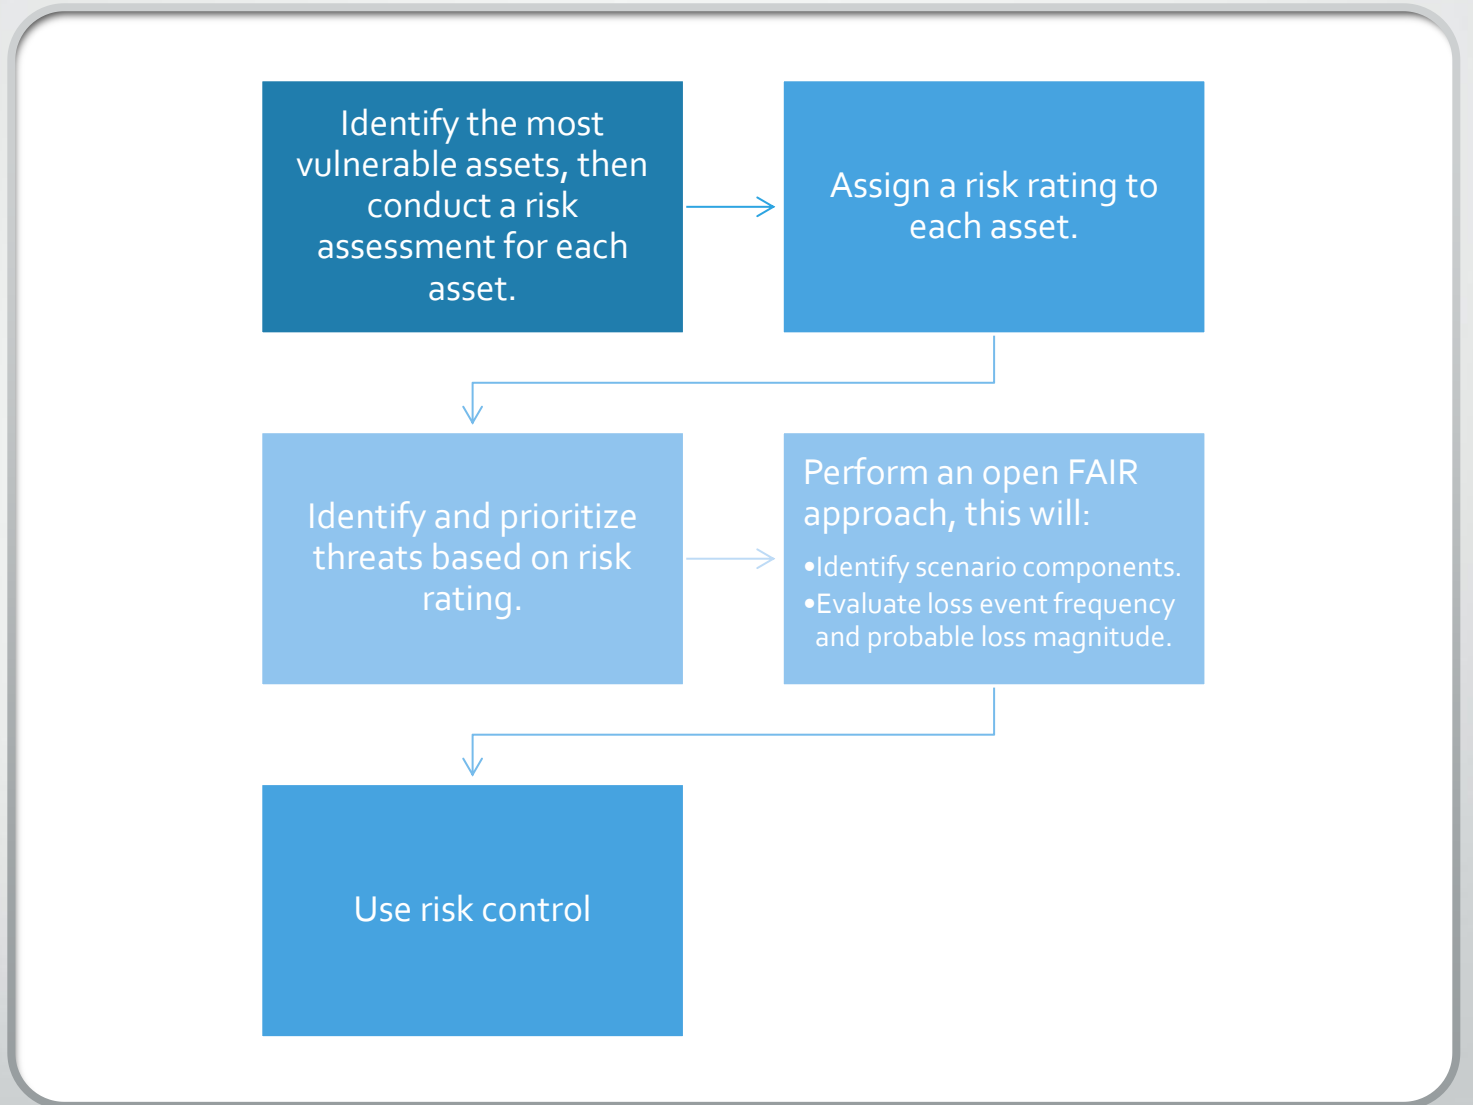 Identify the most
vulnerable assets, then
conduct a risk
assessment for each
asset.
Assign a risk rating to
each asset.
Identify and prioritize
threats based on risk
rating.
Perform an open FAIR
approach, this will:
•Identify scenario components.
•Evaluate loss event frequency
and probable loss magnitude.
Use risk control